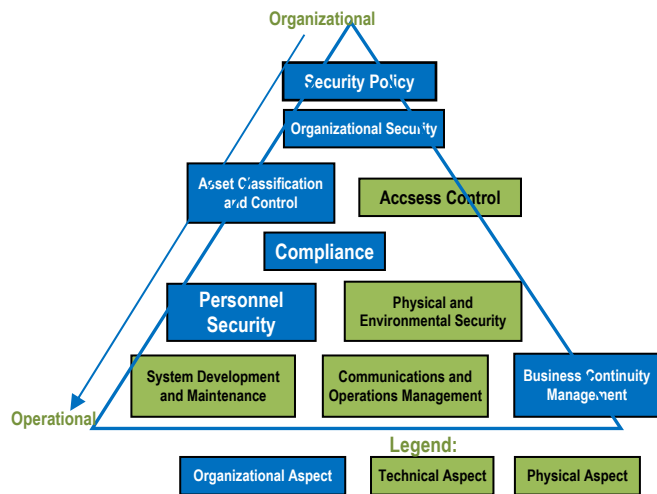 Organizational
Security Policy
Organizational Security
Asset Classification
and Control
Accsess Control
Compliance
Personnel
Security
Physical and
Environmental Security
System Development
and Maintenance
Communications and
Operations Management
Business Continuity
Management
Operational
Legend:
Organizational Aspect
Technical Aspect
Physical Aspect